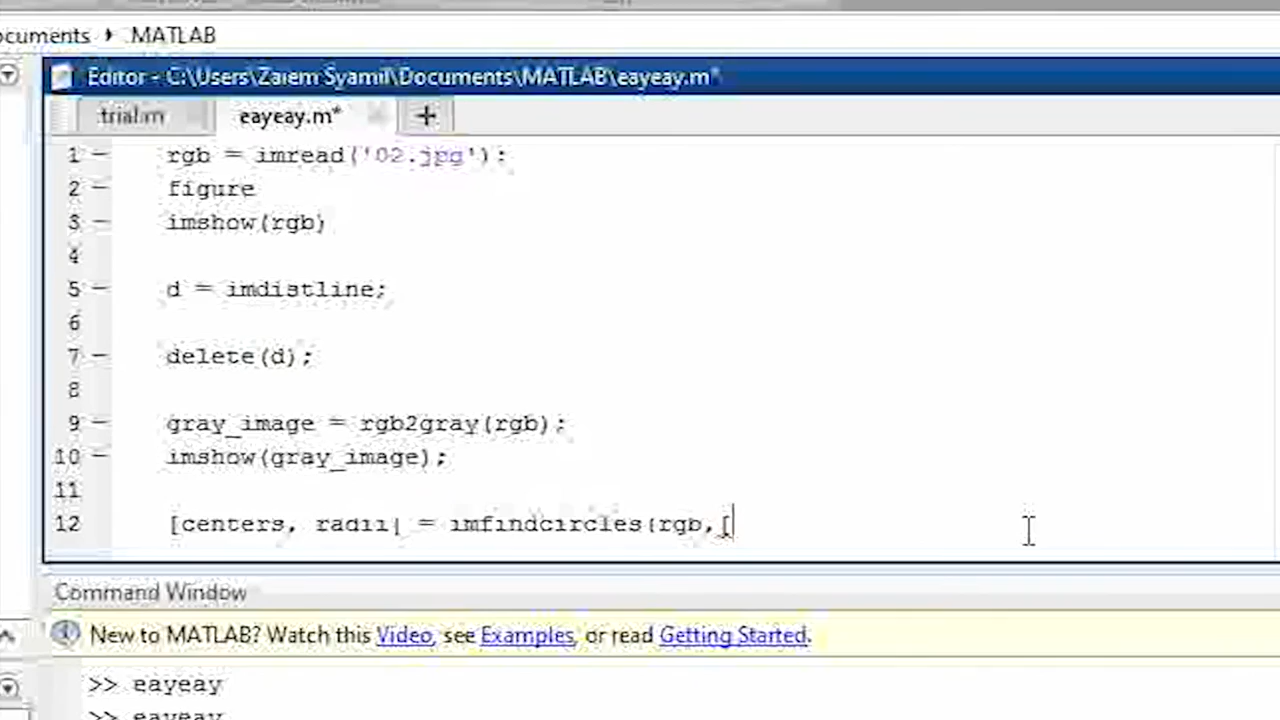 ocuments ▸ MATLAB
Editor - C:\Users\Zaiem Syamil\Documents\MATLAB\eayeay.m*
trial.m eayeay.m* +
1 – rgb = imread('02.jpg');
2 – figure
3 – imshow(rgb)
4
5 – d = imdistline;
6
7 – delete(d);
8
9 – gray_image = rgb2gray(rgb);
10 – imshow(gray_image);
11
12 [centers, radii] = imfindcircles(rgb,[
Command Window
New to MATLAB? Watch this Video, see Examples, or read Getting Started.
>> eayeay
>> eayeay